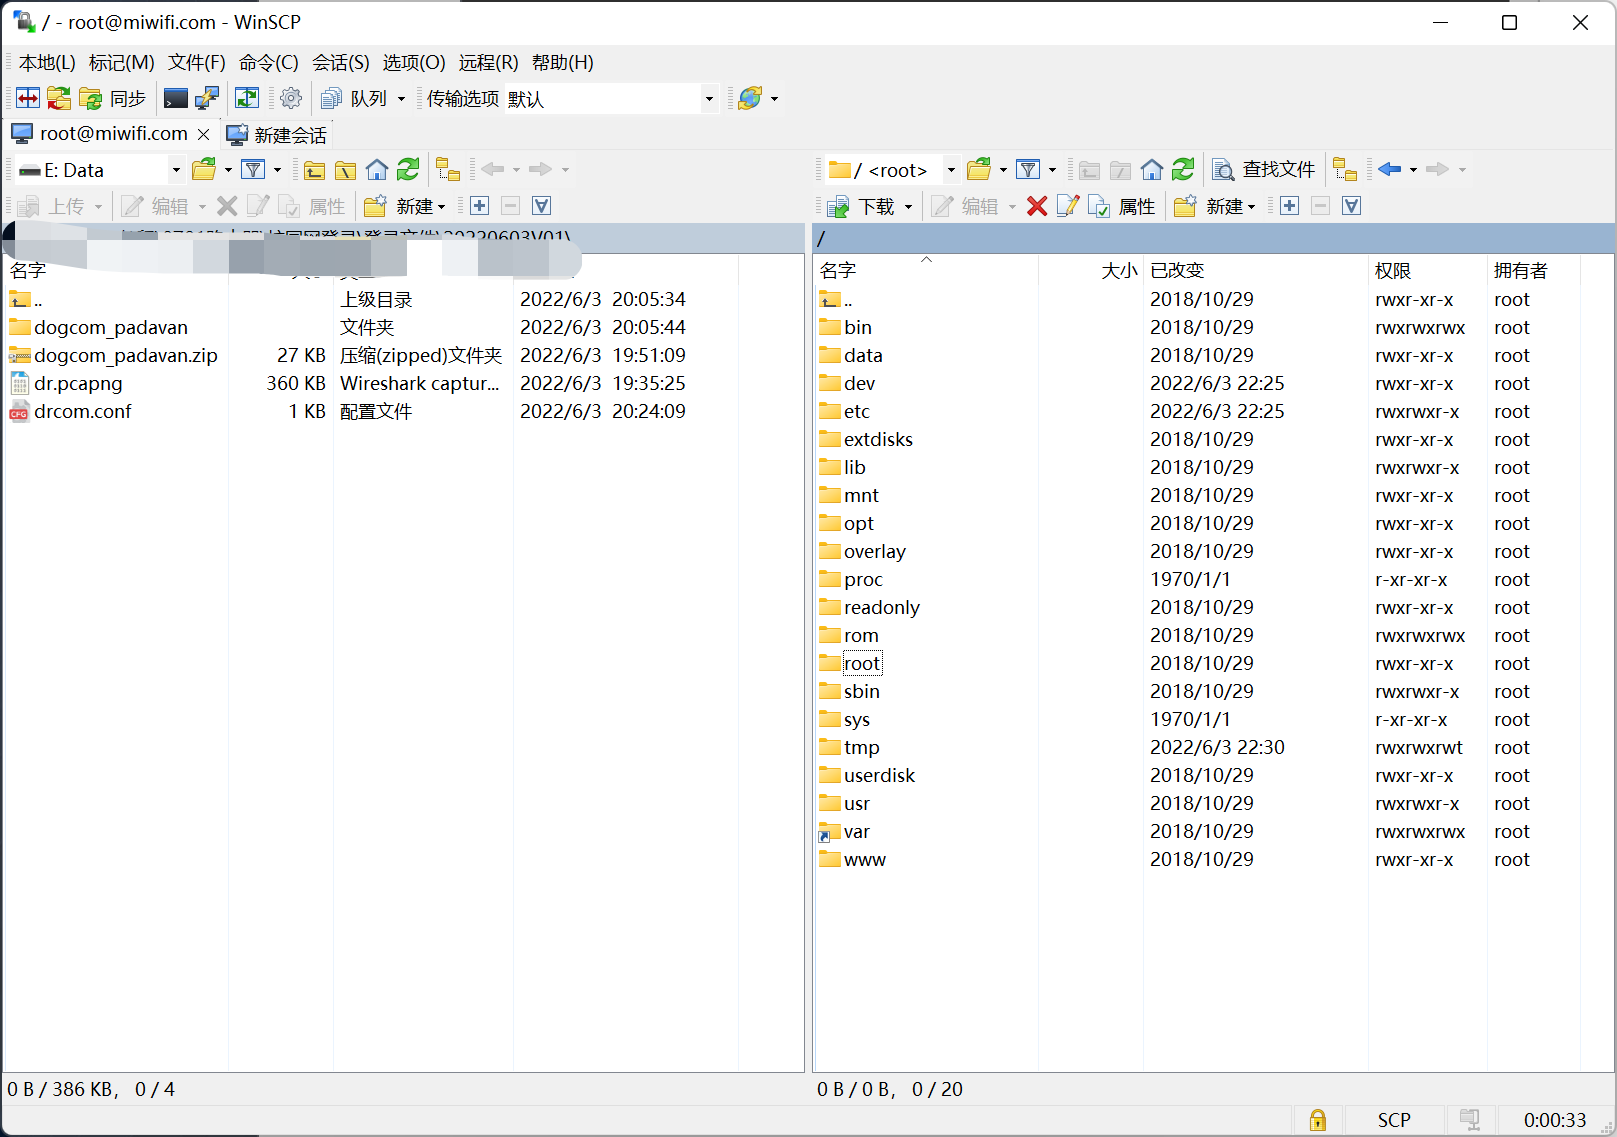 / - root@miwifi.com - WinSCP
本地(L) 标记(M) 文件(F) 命令(C) 会话(S) 选项(O) 远程(R) 帮助(H)
同步 队列 传输选项 默认
root@miwifi.com 新建会话
E: Data
上传 编辑 属性 新建
\登录文件\20220603V01\
名字
.. 上级目录 2022/6/3 20:05:34
dogcom_padavan 文件夹 2022/6/3 20:05:44
dogcom_padavan.zip 27 KB 压缩(zipped)文件夹 2022/6/3 19:51:09
dr.pcapng 360 KB Wireshark captur... 2022/6/3 19:35:25
drcom.conf 1 KB 配置文件 2022/6/3 20:24:09
0 B / 386 KB, 0 / 4
/ <root> 查找文件
下载 编辑 属性 新建
/
名字 大小 已改变 权限 拥有者
.. 2018/10/29 rwxr-xr-x root
bin 2018/10/29 rwxrwxrwx root
data 2018/10/29 rwxr-xr-x root
dev 2022/6/3 22:25 rwxr-xr-x root
etc 2022/6/3 22:25 rwxrwxr-x root
extdisks 2018/10/29 rwxr-xr-x root
lib 2018/10/29 rwxrwxr-x root
mnt 2018/10/29 rwxr-xr-x root
opt 2018/10/29 rwxr-xr-x root
overlay 2018/10/29 rwxr-xr-x root
proc 1970/1/1 r-xr-xr-x root
readonly 2018/10/29 rwxr-xr-x root
rom 2018/10/29 rwxrwxrwx root
root 2018/10/29 rwxr-xr-x root
sbin 2018/10/29 rwxrwxr-x root
sys 1970/1/1 r-xr-xr-x root
tmp 2022/6/3 22:30 rwxrwxrwt root
userdisk 2018/10/29 rwxr-xr-x root
usr 2018/10/29 rwxrwxr-x root
var 2018/10/29 rwxrwxrwx root
www 2018/10/29 rwxr-xr-x root
0 B / 0 B, 0 / 20
SCP 0:00:33